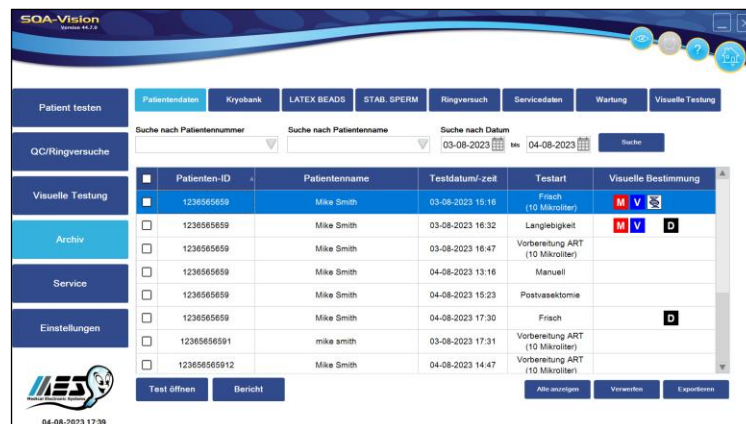 SQA-Vision
Version 44.7.0
?
Patient testen
QC/Ringversuche
Visuelle Testung
Archiv
Service
Einstellungen
MES
Medical Electronic Systems
04-08-2023 17:39
Patientendaten Kryobank LATEX BEADS STAB. SPERM Ringversuch Servicedaten Wartung Visuelle Testung
Suche nach Patientennummer Suche nach Patientenname Suche nach Datum
03-08-2023 bis 04-08-2023 Suche
Patienten-ID Patientenname Testdatum/-zeit Testart Visuelle Bestimmung
1236565659 Mike Smith 03-08-2023 15:16 Frisch M V
(10 Mikroliter)
1236565659 Mike Smith 03-08-2023 16:32 Langlebigkeit M V D
1236565659 Mike Smith 03-08-2023 16:47 Vorbereitung ART
(10 Mikroliter)
1236565659 Mike Smith 04-08-2023 13:16 Manuell
1236565659 Mike Smith 04-08-2023 15:23 Postvasektomie
1236565659 Mike Smith 04-08-2023 17:30 Frisch D
12365656591 mike smith 03-08-2023 17:31 Vorbereitung ART
(10 Mikroliter)
123656565912 Mike Smith 04-08-2023 14:47 Vorbereitung ART
(10 Mikroliter)
Test öffnen Bericht Alle anzeigen Verwerfen Exportieren